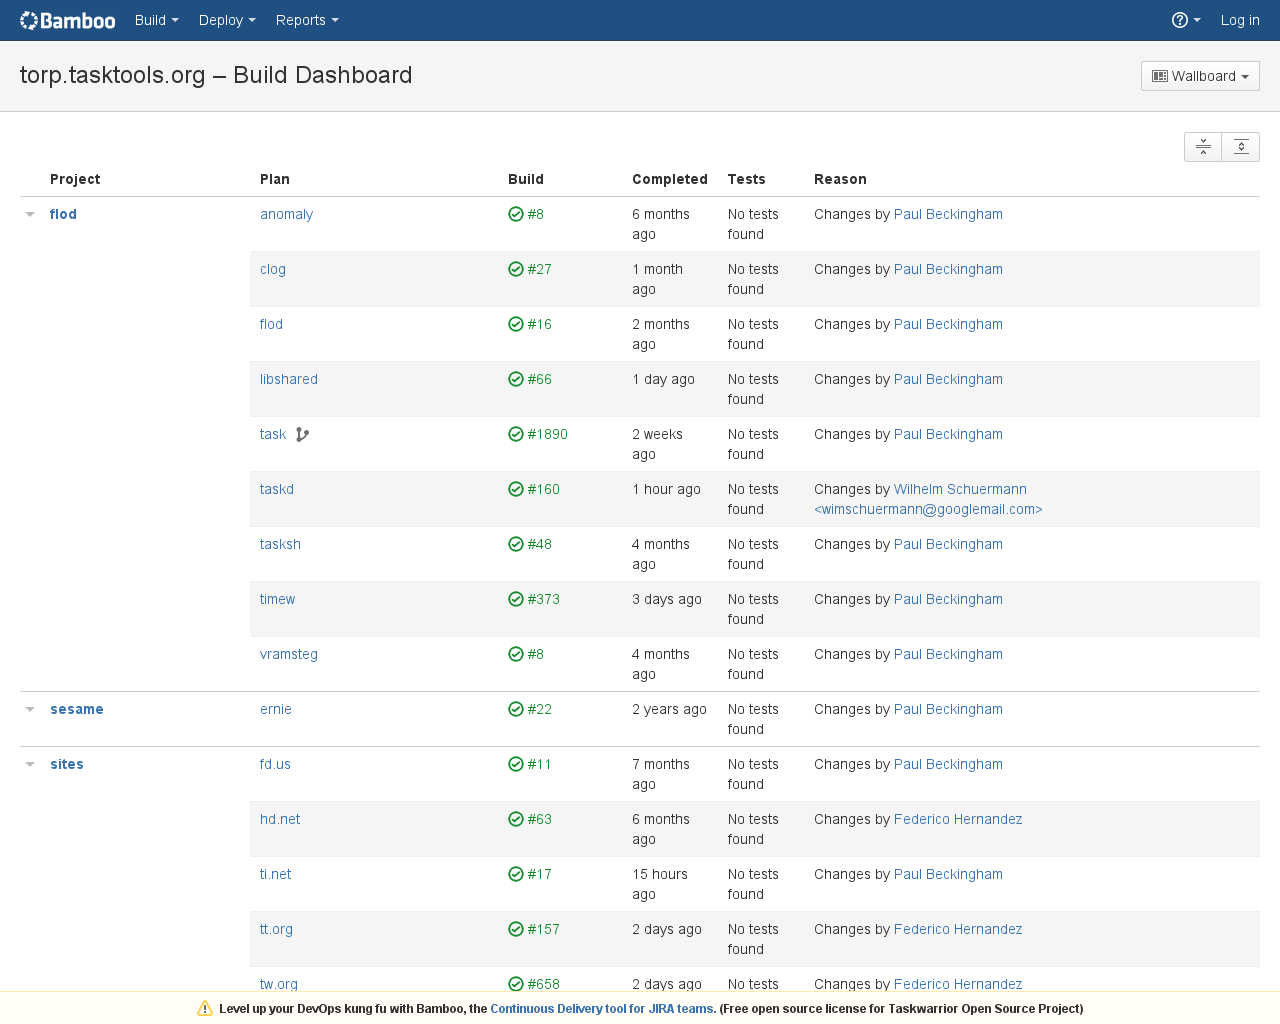 Bamboo Build Deploy Reports Log in
torp.tasktools.org – Build Dashboard
Wallboard
Project Plan Build Completed Tests Reason
flod anomaly #8 6 months ago No tests found Changes by Paul Beckingham
clog #27 1 month ago No tests found Changes by Paul Beckingham
flod #16 2 months ago No tests found Changes by Paul Beckingham
libshared #66 1 day ago No tests found Changes by Paul Beckingham
task #1890 2 weeks ago No tests found Changes by Paul Beckingham
taskd #160 1 hour ago No tests found Changes by Wilhelm Schuermann <wimschuermann@googlemail.com>
tasksh #48 4 months ago No tests found Changes by Paul Beckingham
timew #373 3 days ago No tests found Changes by Paul Beckingham
vramsteg #8 4 months ago No tests found Changes by Paul Beckingham
sesame ernie #22 2 years ago No tests found Changes by Paul Beckingham
sites fd.us #11 7 months ago No tests found Changes by Paul Beckingham
hd.net #63 6 months ago No tests found Changes by Federico Hernandez
ti.net #17 15 hours ago No tests found Changes by Paul Beckingham
tt.org #157 2 days ago No tests found Changes by Federico Hernandez
tw.org #658 2 days ago No tests Changes by Federico Hernandez
Level up your DevOps kung fu with Bamboo, the Continuous Delivery tool for JIRA teams. (Free open source license for Taskwarrior Open Source Project)